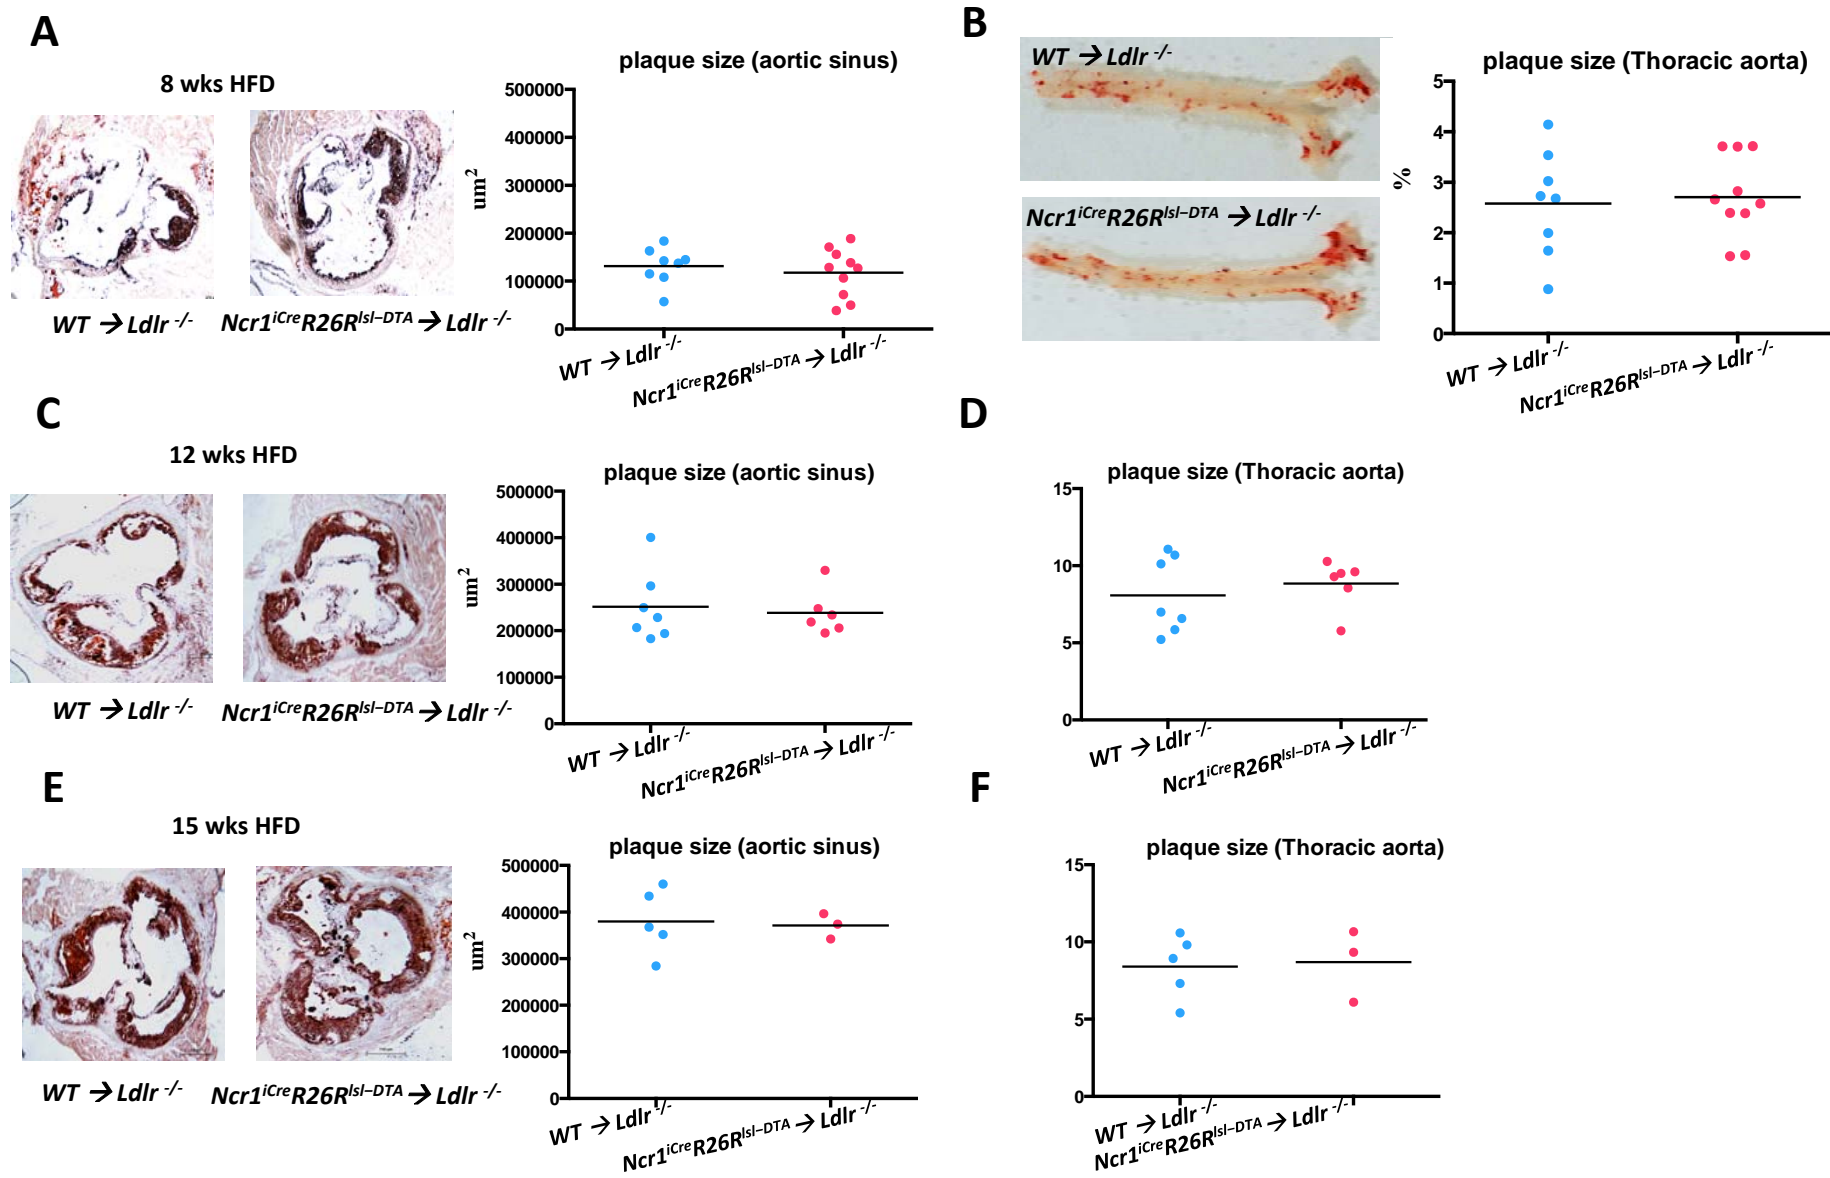 A
8 wks HFD
WT → Ldlr -/-
Ncr1iCreR26Rlsl–DTA → Ldlr -/-
plaque size (aortic sinus)
um2
500000
400000
300000
200000
100000
0
WT → Ldlr -/-
Ncr1iCreR26Rlsl–DTA → Ldlr -/-
B
WT → Ldlr -/-
Ncr1iCreR26Rlsl–DTA → Ldlr -/-
plaque size (Thoracic aorta)
%
5
4
3
2
1
0
WT → Ldlr -/-
Ncr1iCreR26Rlsl–DTA → Ldlr -/-
C
12 wks HFD
WT → Ldlr -/-
Ncr1iCreR26Rlsl–DTA → Ldlr -/-
plaque size (aortic sinus)
um2
500000
400000
300000
200000
100000
0
WT → Ldlr -/-
Ncr1iCreR26Rlsl–DTA → Ldlr -/-
D
plaque size (Thoracic aorta)
15
10
5
0
WT → Ldlr -/-
Ncr1iCreR26Rlsl–DTA → Ldlr -/-
E
15 wks HFD
WT → Ldlr -/-
Ncr1iCreR26Rlsl–DTA → Ldlr -/-
plaque size (aortic sinus)
um2
500000
400000
300000
200000
100000
0
WT → Ldlr -/-
Ncr1iCreR26Rlsl–DTA → Ldlr -/-
F
plaque size (Thoracic aorta)
15
10
5
0
WT → Ldlr -/-
Ncr1iCreR26Rlsl–DTA → Ldlr -/-